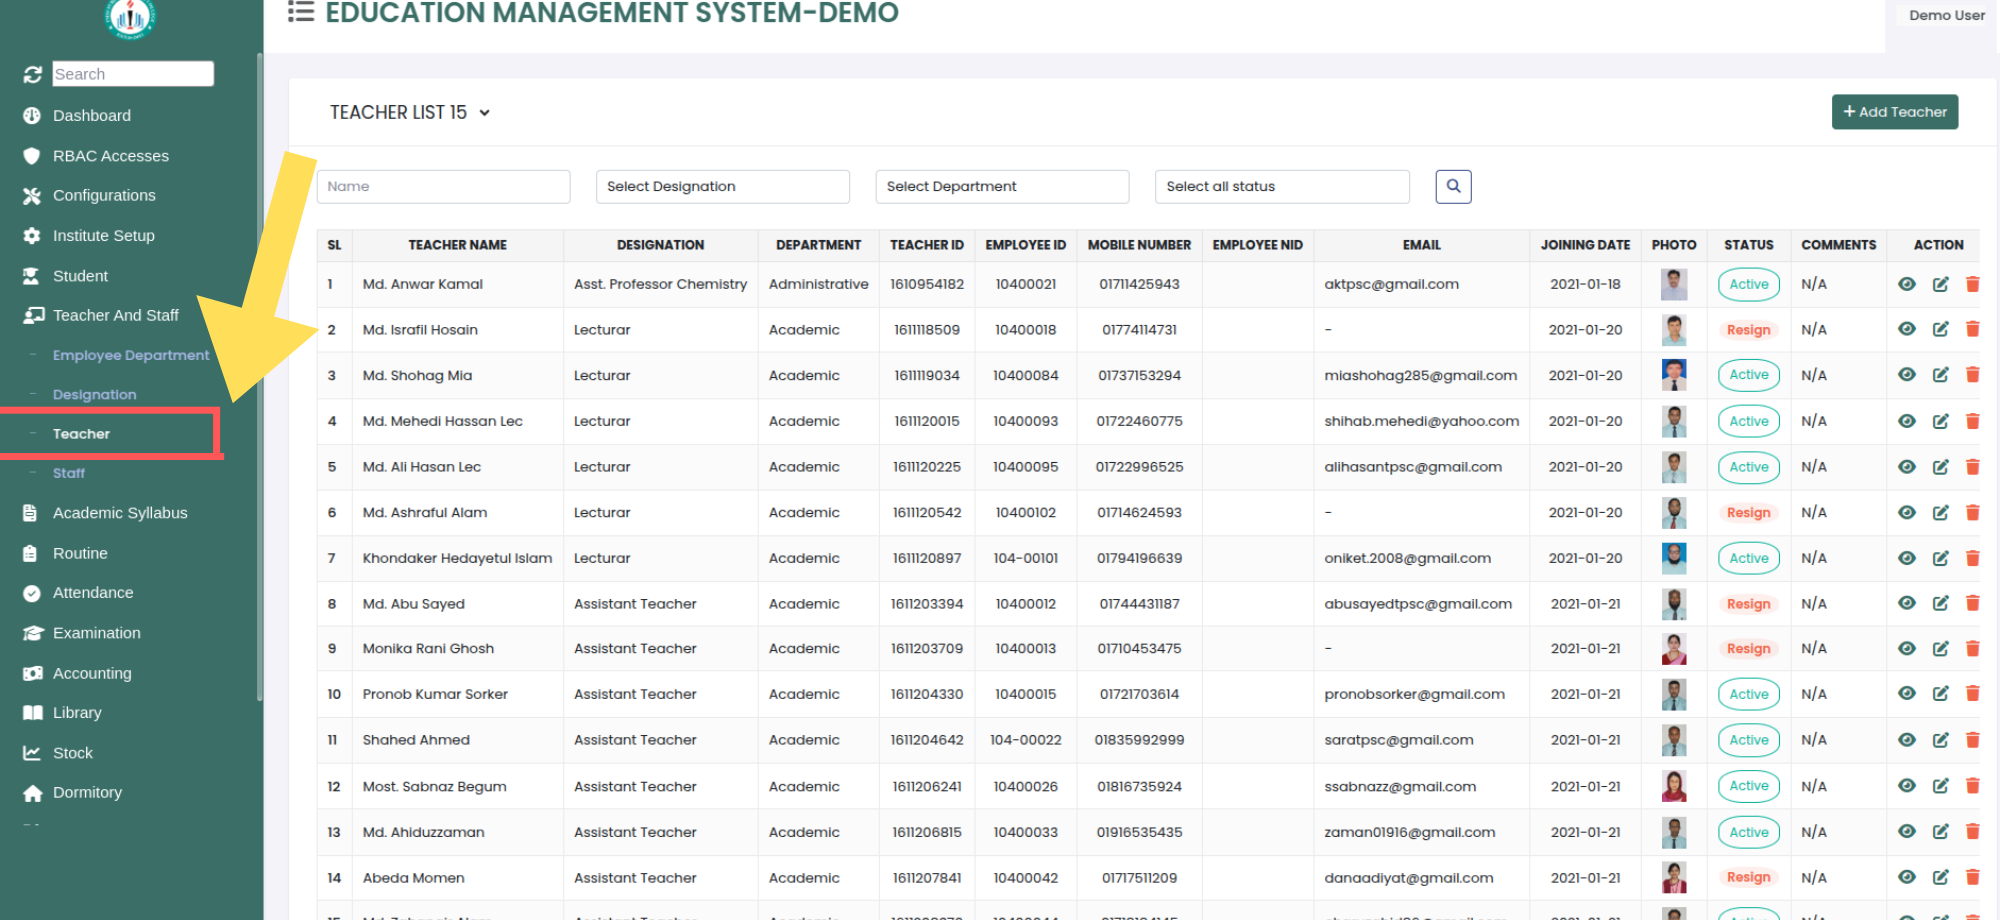 EDUCATION MANAGEMENT SYSTEM-DEMO
Demo User
Search
Dashboard
RBAC Accesses
Configurations
Institute Setup
Student
Teacher And Staff
Employee Department
Designation
Teacher
Staff
Academic Syllabus
Routine
Attendance
Examination
Accounting
Library
Stock
Dormitory
TEACHER LIST 15
+ Add Teacher
Name Select Designation Select Department Select all status
SL TEACHER NAME DESIGNATION DEPARTMENT TEACHER ID EMPLOYEE ID MOBILE NUMBER EMPLOYEE NID EMAIL JOINING DATE PHOTO STATUS COMMENTS ACTION
1 Md. Anwar Kamal Asst. Professor Chemistry Administrative 1610954182 10400021 01711425943 aktpsc@gmail.com 2021-01-18 Active N/A
2 Md. Israfil Hosain Lecturar Academic 1611118509 10400018 01774114731 - 2021-01-20 Resign N/A
3 Md. Shohag Mia Lecturar Academic 1611119034 10400084 01737153294 miashohag285@gmail.com 2021-01-20 Active N/A
4 Md. Mehedi Hassan Lec Lecturar Academic 1611120015 10400093 01722460775 shihab.mehedi@yahoo.com 2021-01-20 Active N/A
5 Md. Ali Hasan Lec Lecturar Academic 1611120225 10400095 01722996525 alihasantpsc@gmail.com 2021-01-20 Active N/A
6 Md. Ashraful Alam Lecturar Academic 1611120542 10400102 01714624593 - 2021-01-20 Resign N/A
7 Khondaker Hedayetul Islam Lecturar Academic 1611120897 104-00101 01794196639 oniket.2008@gmail.com 2021-01-20 Active N/A
8 Md. Abu Sayed Assistant Teacher Academic 1611203394 10400012 01744431187 abusayedtpsc@gmail.com 2021-01-21 Resign N/A
9 Monika Rani Ghosh Assistant Teacher Academic 1611203709 10400013 01710453475 - 2021-01-21 Resign N/A
10 Pronob Kumar Sorker Assistant Teacher Academic 1611204330 10400015 01721703614 pronobsorker@gmail.com 2021-01-21 Active N/A
11 Shahed Ahmed Assistant Teacher Academic 1611204642 104-00022 01835992999 saratpsc@gmail.com 2021-01-21 Active N/A
12 Most. Sabnaz Begum Assistant Teacher Academic 1611206241 10400026 01816735924 ssabnazz@gmail.com 2021-01-21 Active N/A
13 Md. Ahiduzzaman Assistant Teacher Academic 1611206815 10400033 01916535435 zaman01916@gmail.com 2021-01-21 Active N/A
14 Abeda Momen Assistant Teacher Academic 1611207841 10400042 01717511209 danaadiyat@gmail.com 2021-01-21 Resign N/A